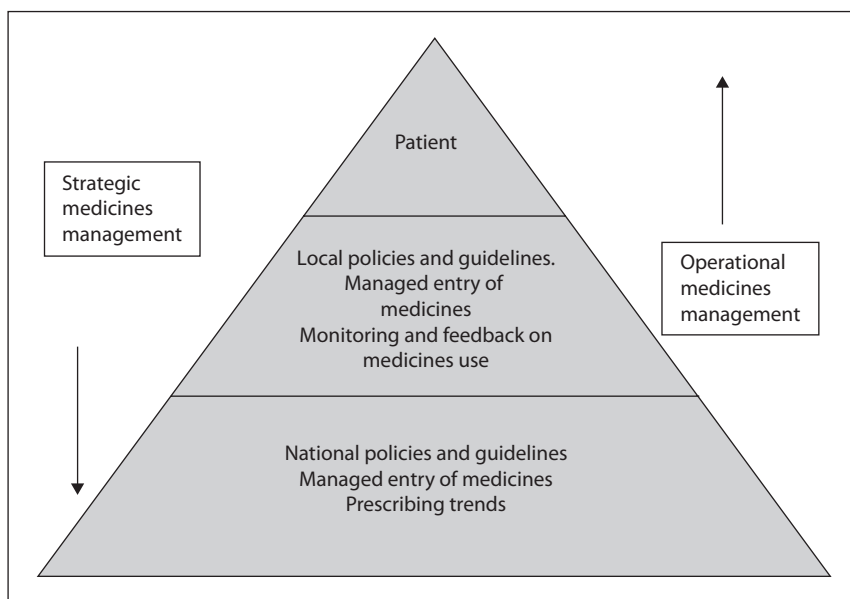 Patient
Strategic
medicines
management
Local policies and guidelines.
Managed entry of
medicines
Monitoring and feedback on
medicines use
Operational
medicines
management
National policies and guidelines
Managed entry of medicines
Prescribing trends